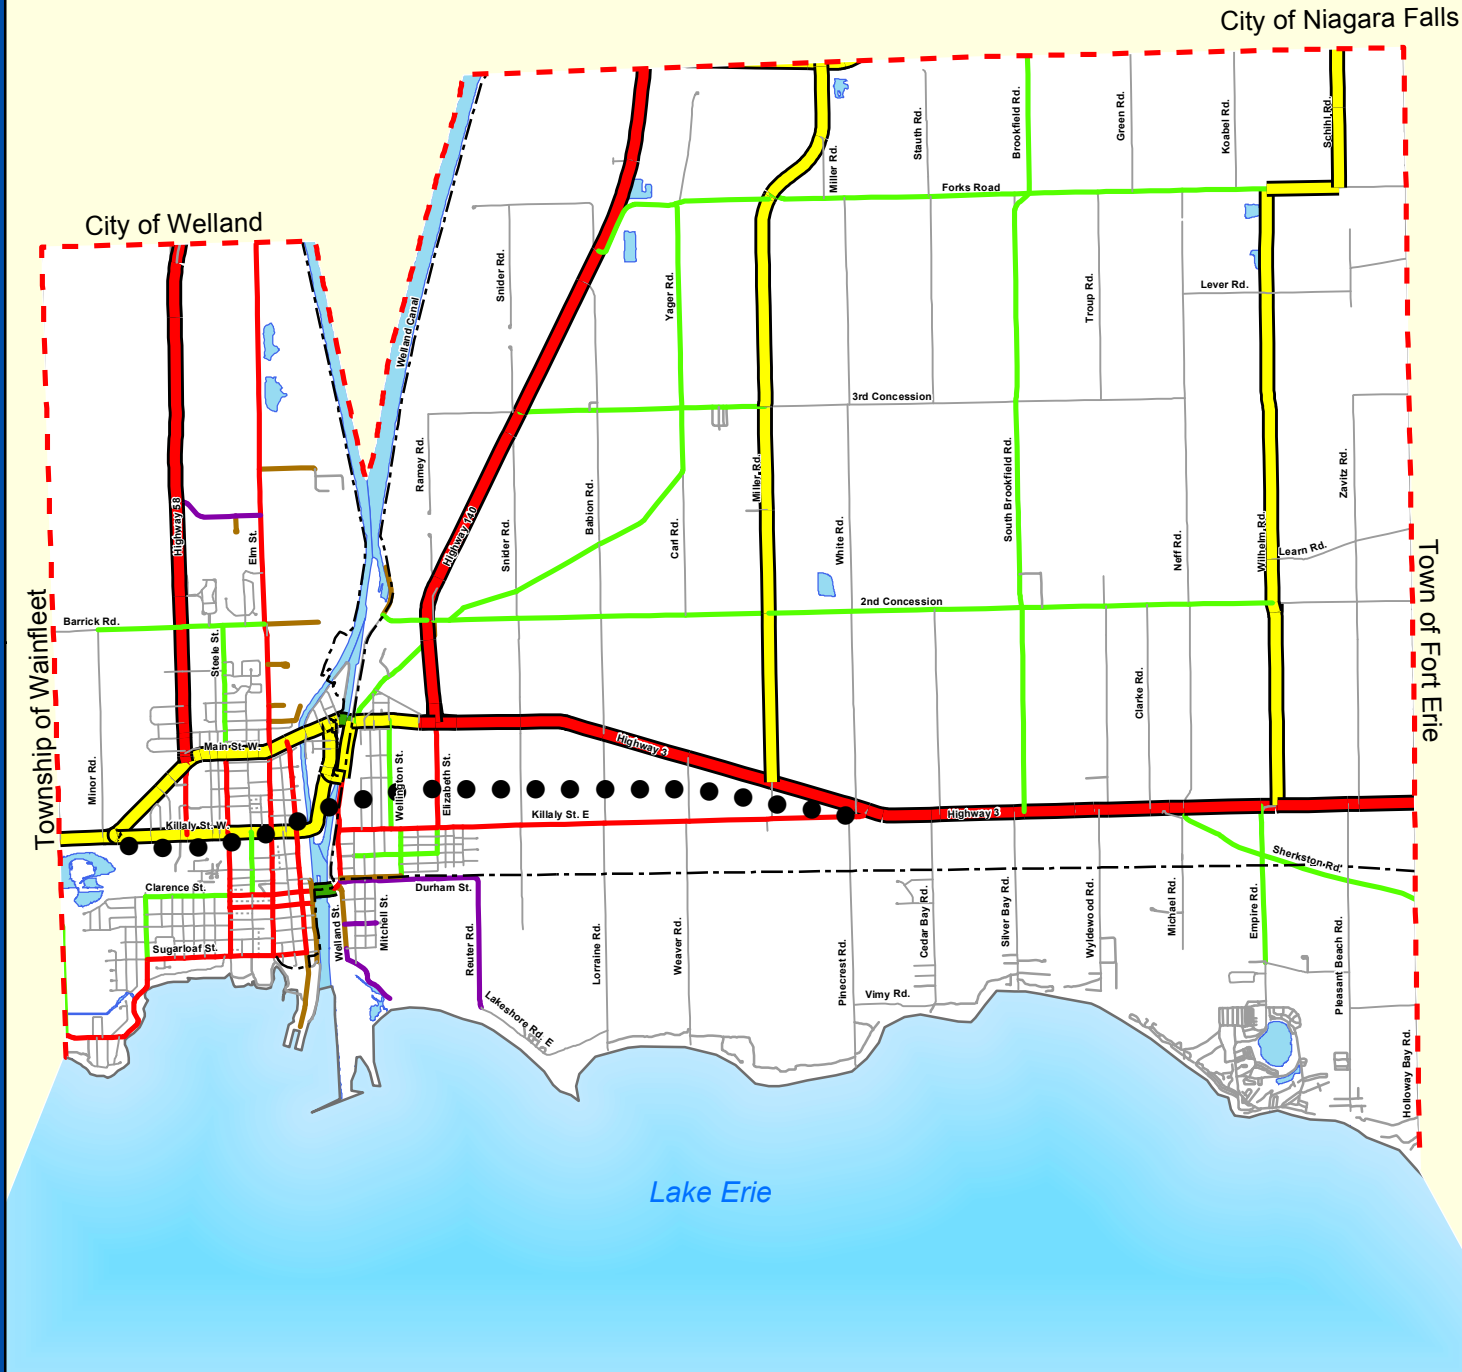 City of Niagara Falls
City of Welland
Township of Wainfleet
Town of Fort Erie
Lake Erie
Stauth Rd.
Brookfield Rd.
Green Rd.
Koabel Rd.
Schihl Rd.
Miller Rd.
Forks Road
Snider Rd.
Yager Rd.
Troup Rd.
Lever Rd.
Welland Canal
3rd Concession
Ramey Rd.
Highway 140
Snider Rd.
Babion Rd.
Carl Rd.
Miller Rd.
White Rd.
South Brookfield Rd.
Neff Rd.
Wilhelm Rd.
Learn Rd.
Zavitz Rd.
Highway 58
Elm St.
2nd Concession
Barrick Rd.
Steele St.
Clarke Rd.
Main St. W.
Minor Rd.
Highway 3
Wellington St.
Elizabeth St.
Killaly St. W.
Killaly St. E
Highway 3
Sherkston Rd.
Clarence St.
Durham St.
Welland St.
Mitchell St.
Sugarloaf St.
Reuter Rd.
Lorraine Rd.
Weaver Rd.
Pinecrest Rd.
Cedar Bay Rd.
Silver Bay Rd.
Wyldewood Rd.
Michael Rd.
Empire Rd.
Pleasant Beach Rd.
Vimy Rd.
Lakeshore Rd. E
Holloway Bay Rd.